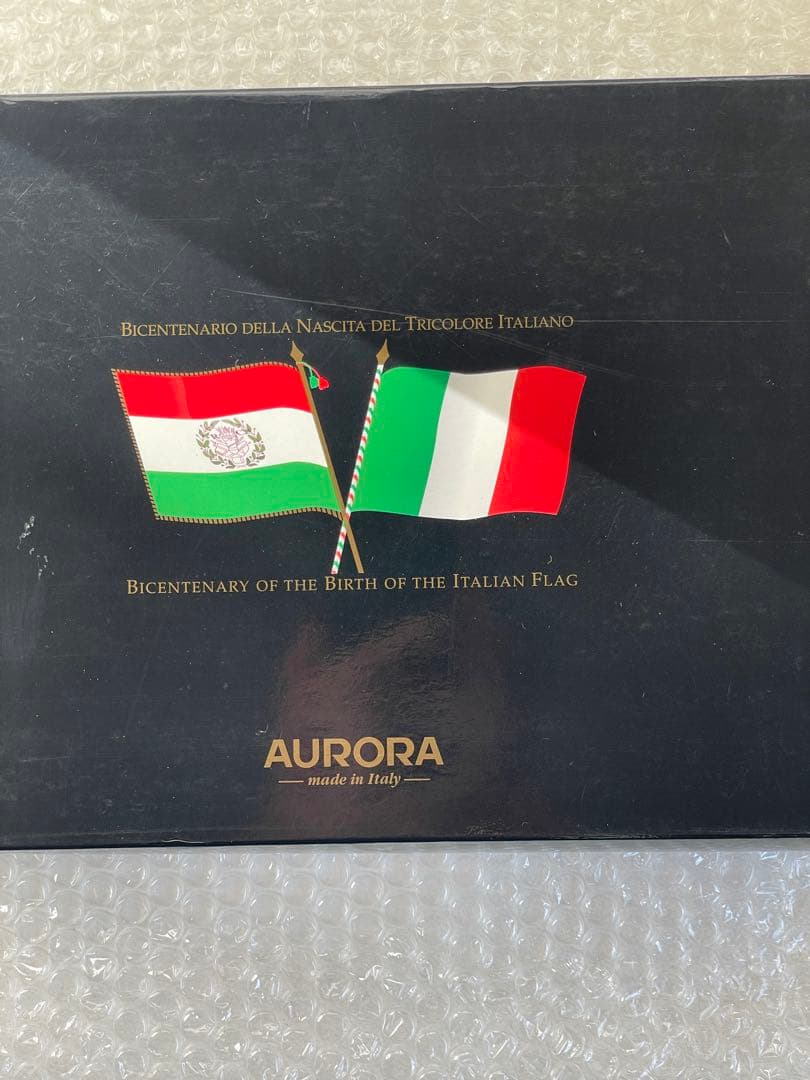 BICENTENARIO DELLA NASCITA DEL TRICOLORE ITALIANO
BICENTENARY OF THE BIRTH OF THE ITALIAN FLAG
AURORA
made in Italy